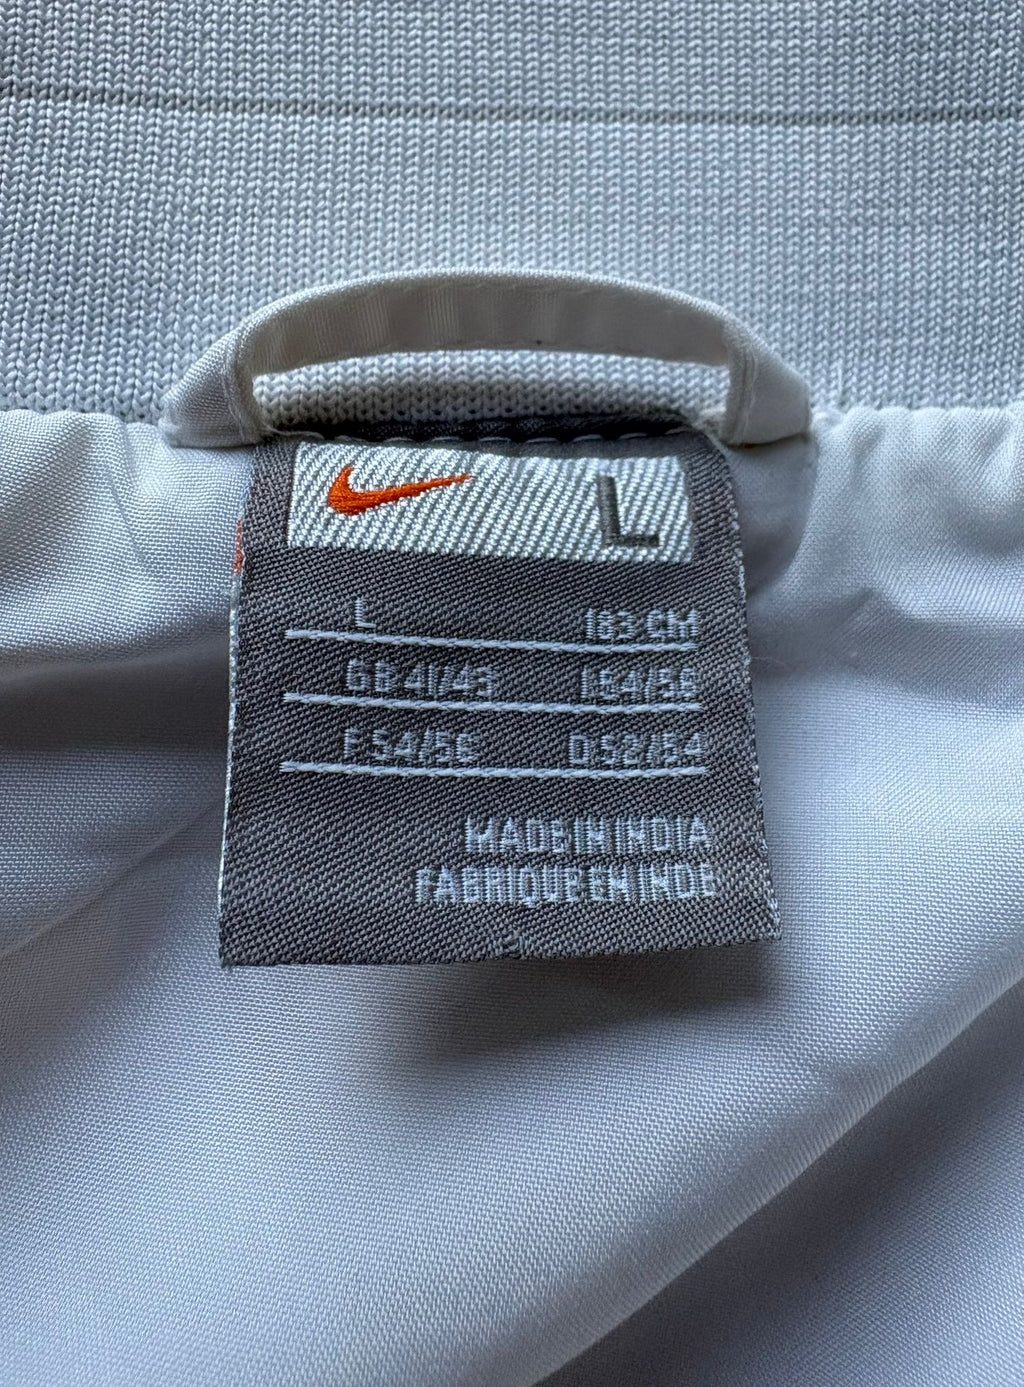 L
L 183 CM
GB 41/43 I 54/56
F 54/56 D 52/54
MADE IN INDIA
FABRIQUE EN INDE